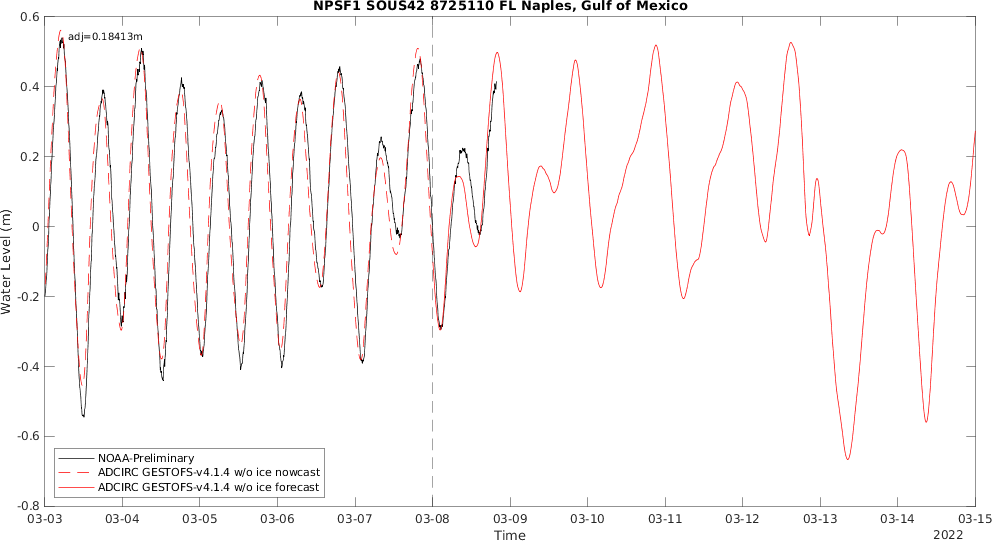 NPSF1 SOUS42 8725110 FL Naples, Gulf of Mexico
adj=0.18413m
0.6
0.4
0.2
0
-0.2
-0.4
-0.6
-0.8
Water Level (m)
NOAA-Preliminary
ADCIRC GESTOFS-v4.1.4 w/o ice nowcast
ADCIRC GESTOFS-v4.1.4 w/o ice forecast
03-03 03-04 03-05 03-06 03-07 03-08 03-09 03-10 03-11 03-12 03-13 03-14 03-15
Time
2022